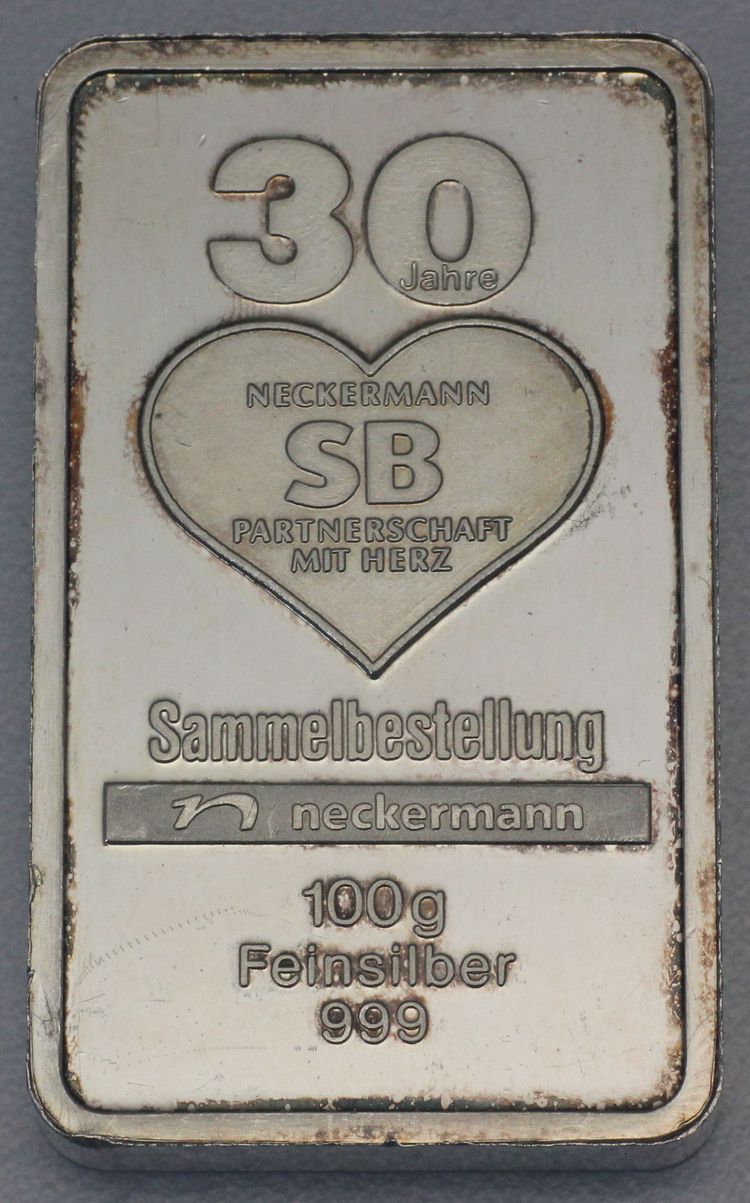 30
Jahre
NECKERMANN
SB
PARTNERSCHAFT
MIT HERZ
Sammelbestellung
neckermann
100g
Feinsilber
999